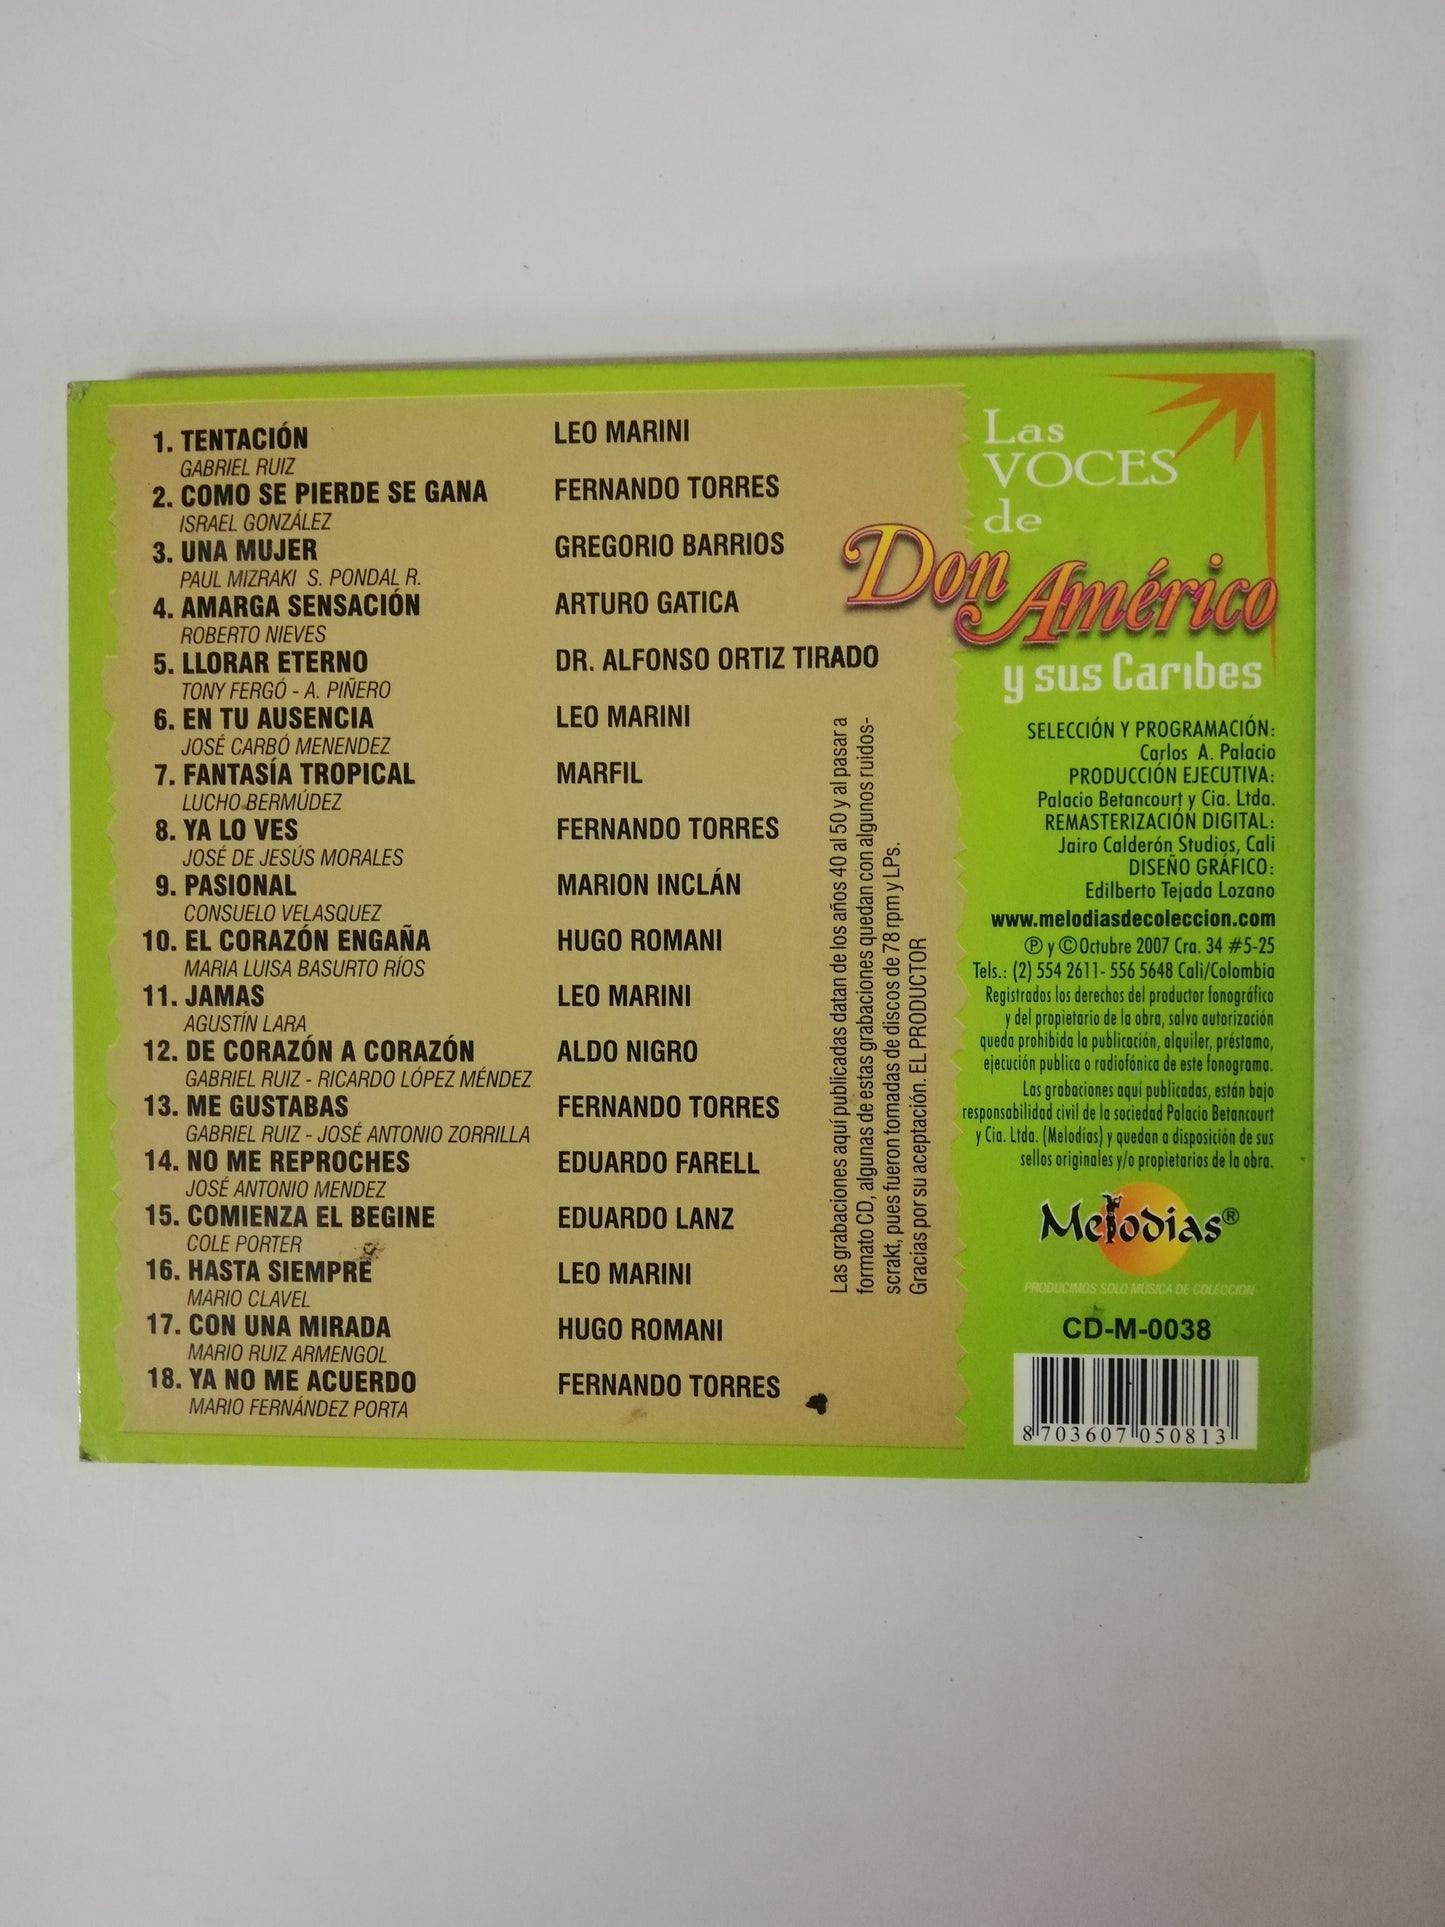 1. TENTACIÓN LEO MARINI
GABRIEL RUIZ
2. COMO SE PIERDE SE GANA FERNANDO TORRES
ISRAEL GONZÁLEZ
3. UNA MUJER GREGORIO BARRIOS
PAUL MIZRAKI S. PONDAL R.
4. AMARGA SENSACIÓN ARTURO GATICA
ROBERTO NIEVES
5. LLORAR ETERNO DR. ALFONSO ORTIZ TIRADO
TONY FERGÓ - A. PIÑERO
6. EN TU AUSENCIA LEO MARINI
JOSÉ CARBÓ MENENDEZ
7. FANTASÍA TROPICAL MARFIL
LUCHO BERMÚDEZ
8. YA LO VES FERNANDO TORRES
JOSÉ DE JESÚS MORALES
9. PASIONAL MARION INCLÁN
CONSUELO VELASQUEZ
10. EL CORAZÓN ENGAÑA HUGO ROMANI
MARIA LUISA BASURTO RÍOS
11. JAMAS LEO MARINI
AGUSTÍN LARA
12. DE CORAZÓN A CORAZÓN ALDO NIGRO
GABRIEL RUIZ - RICARDO LÓPEZ MÉNDEZ
13. ME GUSTABAS FERNANDO TORRES
GABRIEL RUIZ - JOSÉ ANTONIO ZORRILLA
14. NO ME REPROCHES EDUARDO FARELL
JOSÉ ANTONIO MENDEZ
15. COMIENZA EL BEGINE EDUARDO LANZ
COLE PORTER
16. HASTA SIEMPRE LEO MARINI
MARIO CLAVEL
17. CON UNA MIRADA HUGO ROMANI
MARIO RUIZ ARMENGOL
18. YA NO ME ACUERDO FERNANDO TORRES
MARIO FERNÁNDEZ PORTA
Las grabaciones aquí publicadas datan de los años 40 al 50 y al pasar a
formato CD, algunas de estas grabaciones quedan con algunos ruidos-
scrakt, pues fueron tomadas de discos de 78 rpm y LPs.
Gracias por su aceptación. EL PRODUCTOR
Las
VOCES
de
Don Américo
y sus Caribes
SELECCIÓN Y PROGRAMACIÓN:
Carlos A. Palacio
PRODUCCIÓN EJECUTIVA:
Palacio Betancourt y Cia. Ltda.
REMASTERIZACIÓN DIGITAL:
Jairo Calderón Studios, Cali
DISEÑO GRÁFICO:
Edilberto Tejada Lozano
www.melodiasdecoleccion.com
℗ y © Octubre 2007 Cra. 34 #5-25
Tels.: (2) 554 2611- 556 5648 Cali/Colombia
Registrados los derechos del productor fonográfico
y del propietario de la obra, salvo autorización
queda prohibida la publicación, alquiler, préstamo,
ejecución publica o radiofónica de este fonograma.
Las grabaciones aquí publicadas, están bajo
responsabilidad civil de la sociedad Palacio Betancourt
y Cia. Ltda. (Melodías) y quedan a disposición de sus
sellos originales y/o propietarios de la obra.
Melodias®
PRODUCIMOS SOLO MÚSICA DE COLECCIÓN
CD-M-0038
8 703607 050813